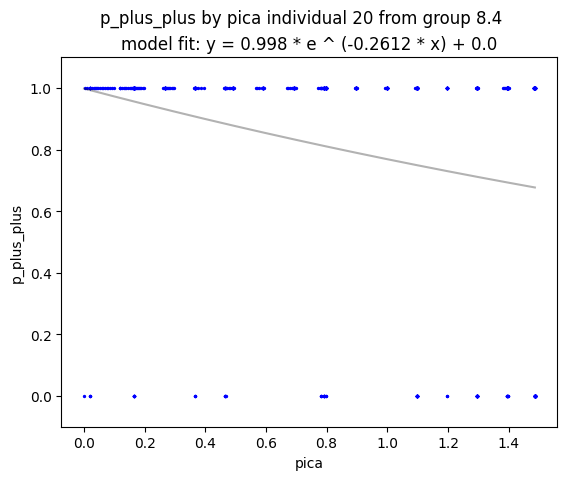 p_plus_plus by pica individual 20 from group 8.4
model fit: y = 0.998 * e ^ (-0.2612 * x) + 0.0
1.0
0.8
0.6
0.4
0.2
0.0
p_plus_plus
0.0 0.2 0.4 0.6 0.8 1.0 1.2 1.4
pica